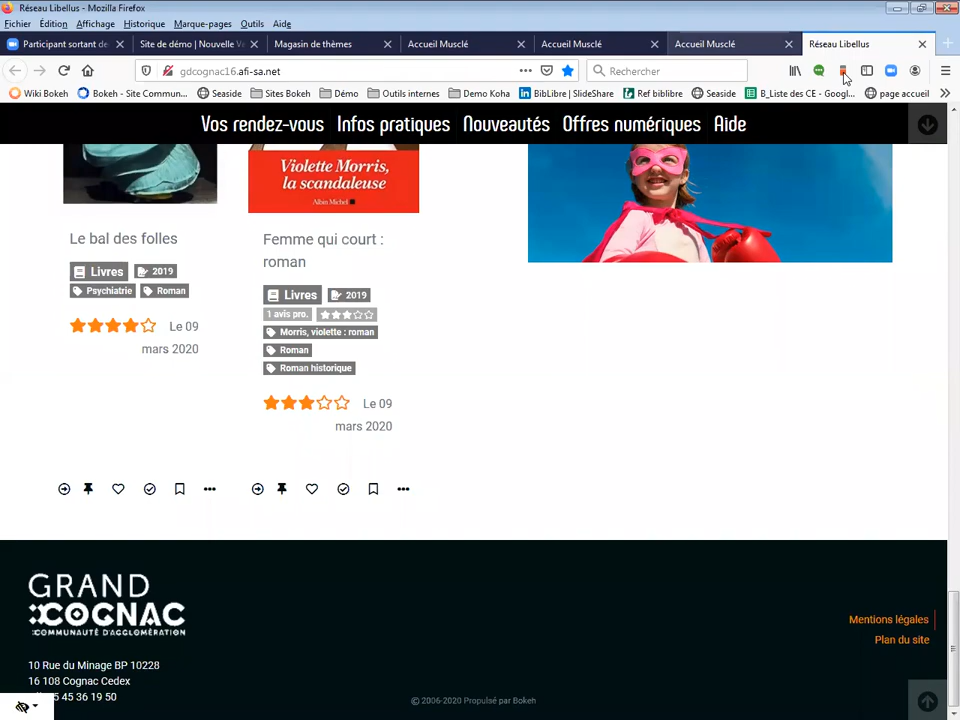 Réseau Libellus - Mozilla Firefox
Fichier Édition Affichage Historique Marque-pages Outils Aide
Participant sortant de Site de démo | Nouvelle Magasin de thèmes Accueil Musclé Accueil Musclé Accueil Musclé Réseau Libellus
gdcognac16.afi-sa.net Rechercher
Wiki Bokeh Bokeh - Site Commun... Seaside Sites Bokeh Démo Outils internes Demo Koha BibLibre | SlideShare Ref biblibre Seaside B_Liste des CE - Googl... page accueil
Vos rendez-vous Infos pratiques Nouveautés Offres numériques Aide
Violette Morris,
la scandaleuse
Albin Michel
Le bal des folles
Livres 2019
Psychiatrie Roman
Le 09
mars 2020
Femme qui court :
roman
Livres 2019
1 avis pro.
Morris, violette : roman
Roman
Roman historique
Le 09
mars 2020
GRAND
COGNAC
COMMUNAUTÉ D'AGGLOMÉRATION
Mentions légales
Plan du site
10 Rue du Minage BP 10228
16 108 Cognac Cedex
5 45 36 19 50
© 2006-2020 Propulsé par Bokeh